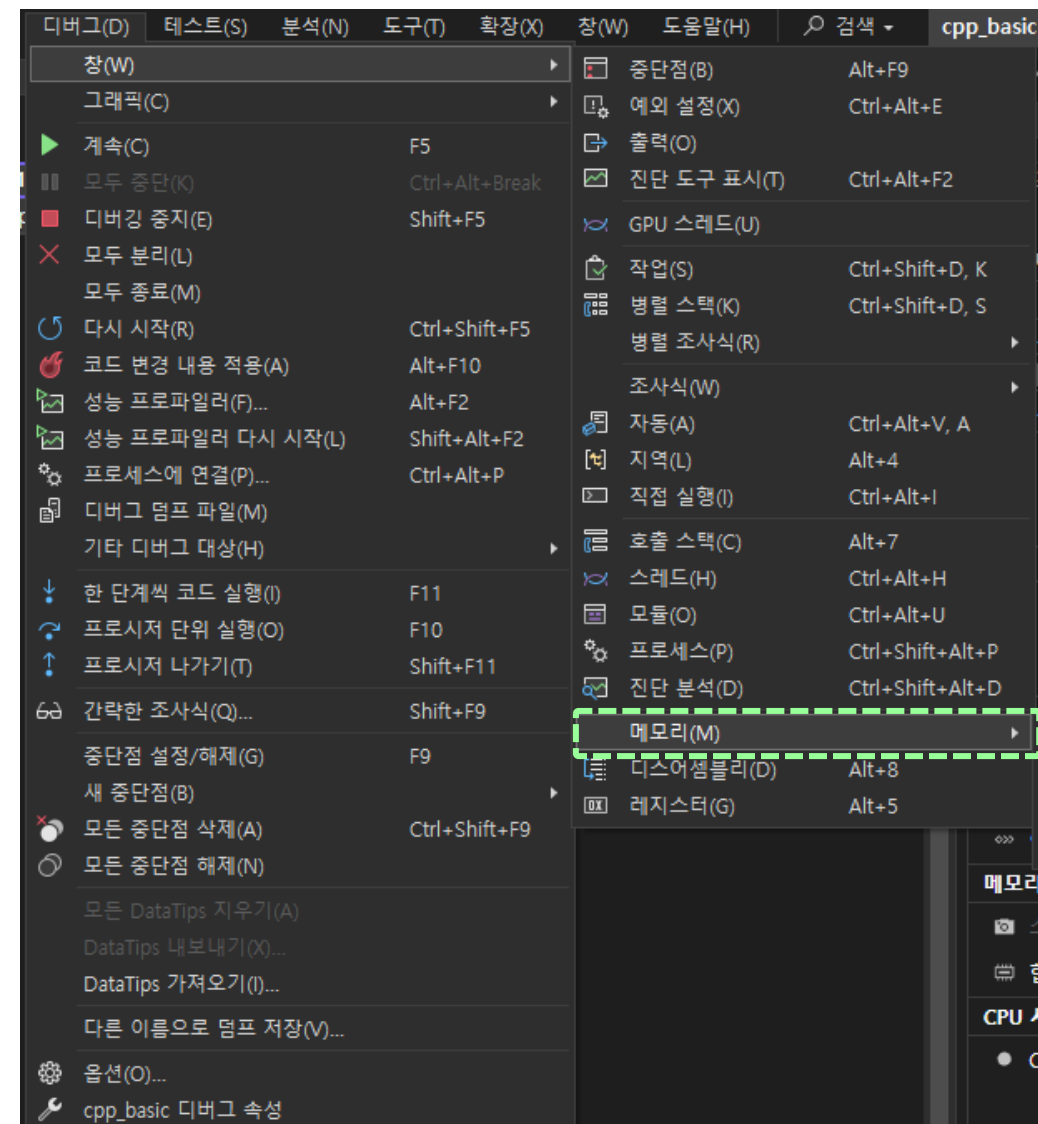 디버그(D) 테스트(S) 분석(N) 도구(T) 확장(X) 창(W) 도움말(H) 검색 cpp_basic
창(W)
그래픽(C)
계속(C) F5
모두 중단(K) Ctrl+Alt+Break
디버깅 중지(E) Shift+F5
모두 분리(L)
모두 종료(M)
다시 시작(R) Ctrl+Shift+F5
코드 변경 내용 적용(A) Alt+F10
성능 프로파일러(F)... Alt+F2
성능 프로파일러 다시 시작(L) Shift+Alt+F2
프로세스에 연결(P)... Ctrl+Alt+P
디버그 덤프 파일(M)
기타 디버그 대상(H)
한 단계씩 코드 실행(I) F11
프로시저 단위 실행(O) F10
프로시저 나가기(T) Shift+F11
간략한 조사식(Q)... Shift+F9
중단점 설정/해제(G) F9
새 중단점(B)
모든 중단점 삭제(A) Ctrl+Shift+F9
모든 중단점 해제(N)
모든 DataTips 지우기(A)
DataTips 내보내기(X)...
DataTips 가져오기(I)...
다른 이름으로 덤프 저장(V)...
옵션(O)...
cpp_basic 디버그 속성
중단점(B) Alt+F9
예외 설정(X) Ctrl+Alt+E
출력(O)
진단 도구 표시(T) Ctrl+Alt+F2
GPU 스레드(U)
작업(S) Ctrl+Shift+D, K
병렬 스택(K) Ctrl+Shift+D, S
병렬 조사식(R)
조사식(W)
자동(A) Ctrl+Alt+V, A
지역(L) Alt+4
직접 실행(I) Ctrl+Alt+I
호출 스택(C) Alt+7
스레드(H) Ctrl+Alt+H
모듈(O) Ctrl+Alt+U
프로세스(P) Ctrl+Shift+Alt+P
진단 분석(D) Ctrl+Shift+Alt+D
메모리(M)
디스어셈블리(D) Alt+8
레지스터(G) Alt+5
메모리
CPU